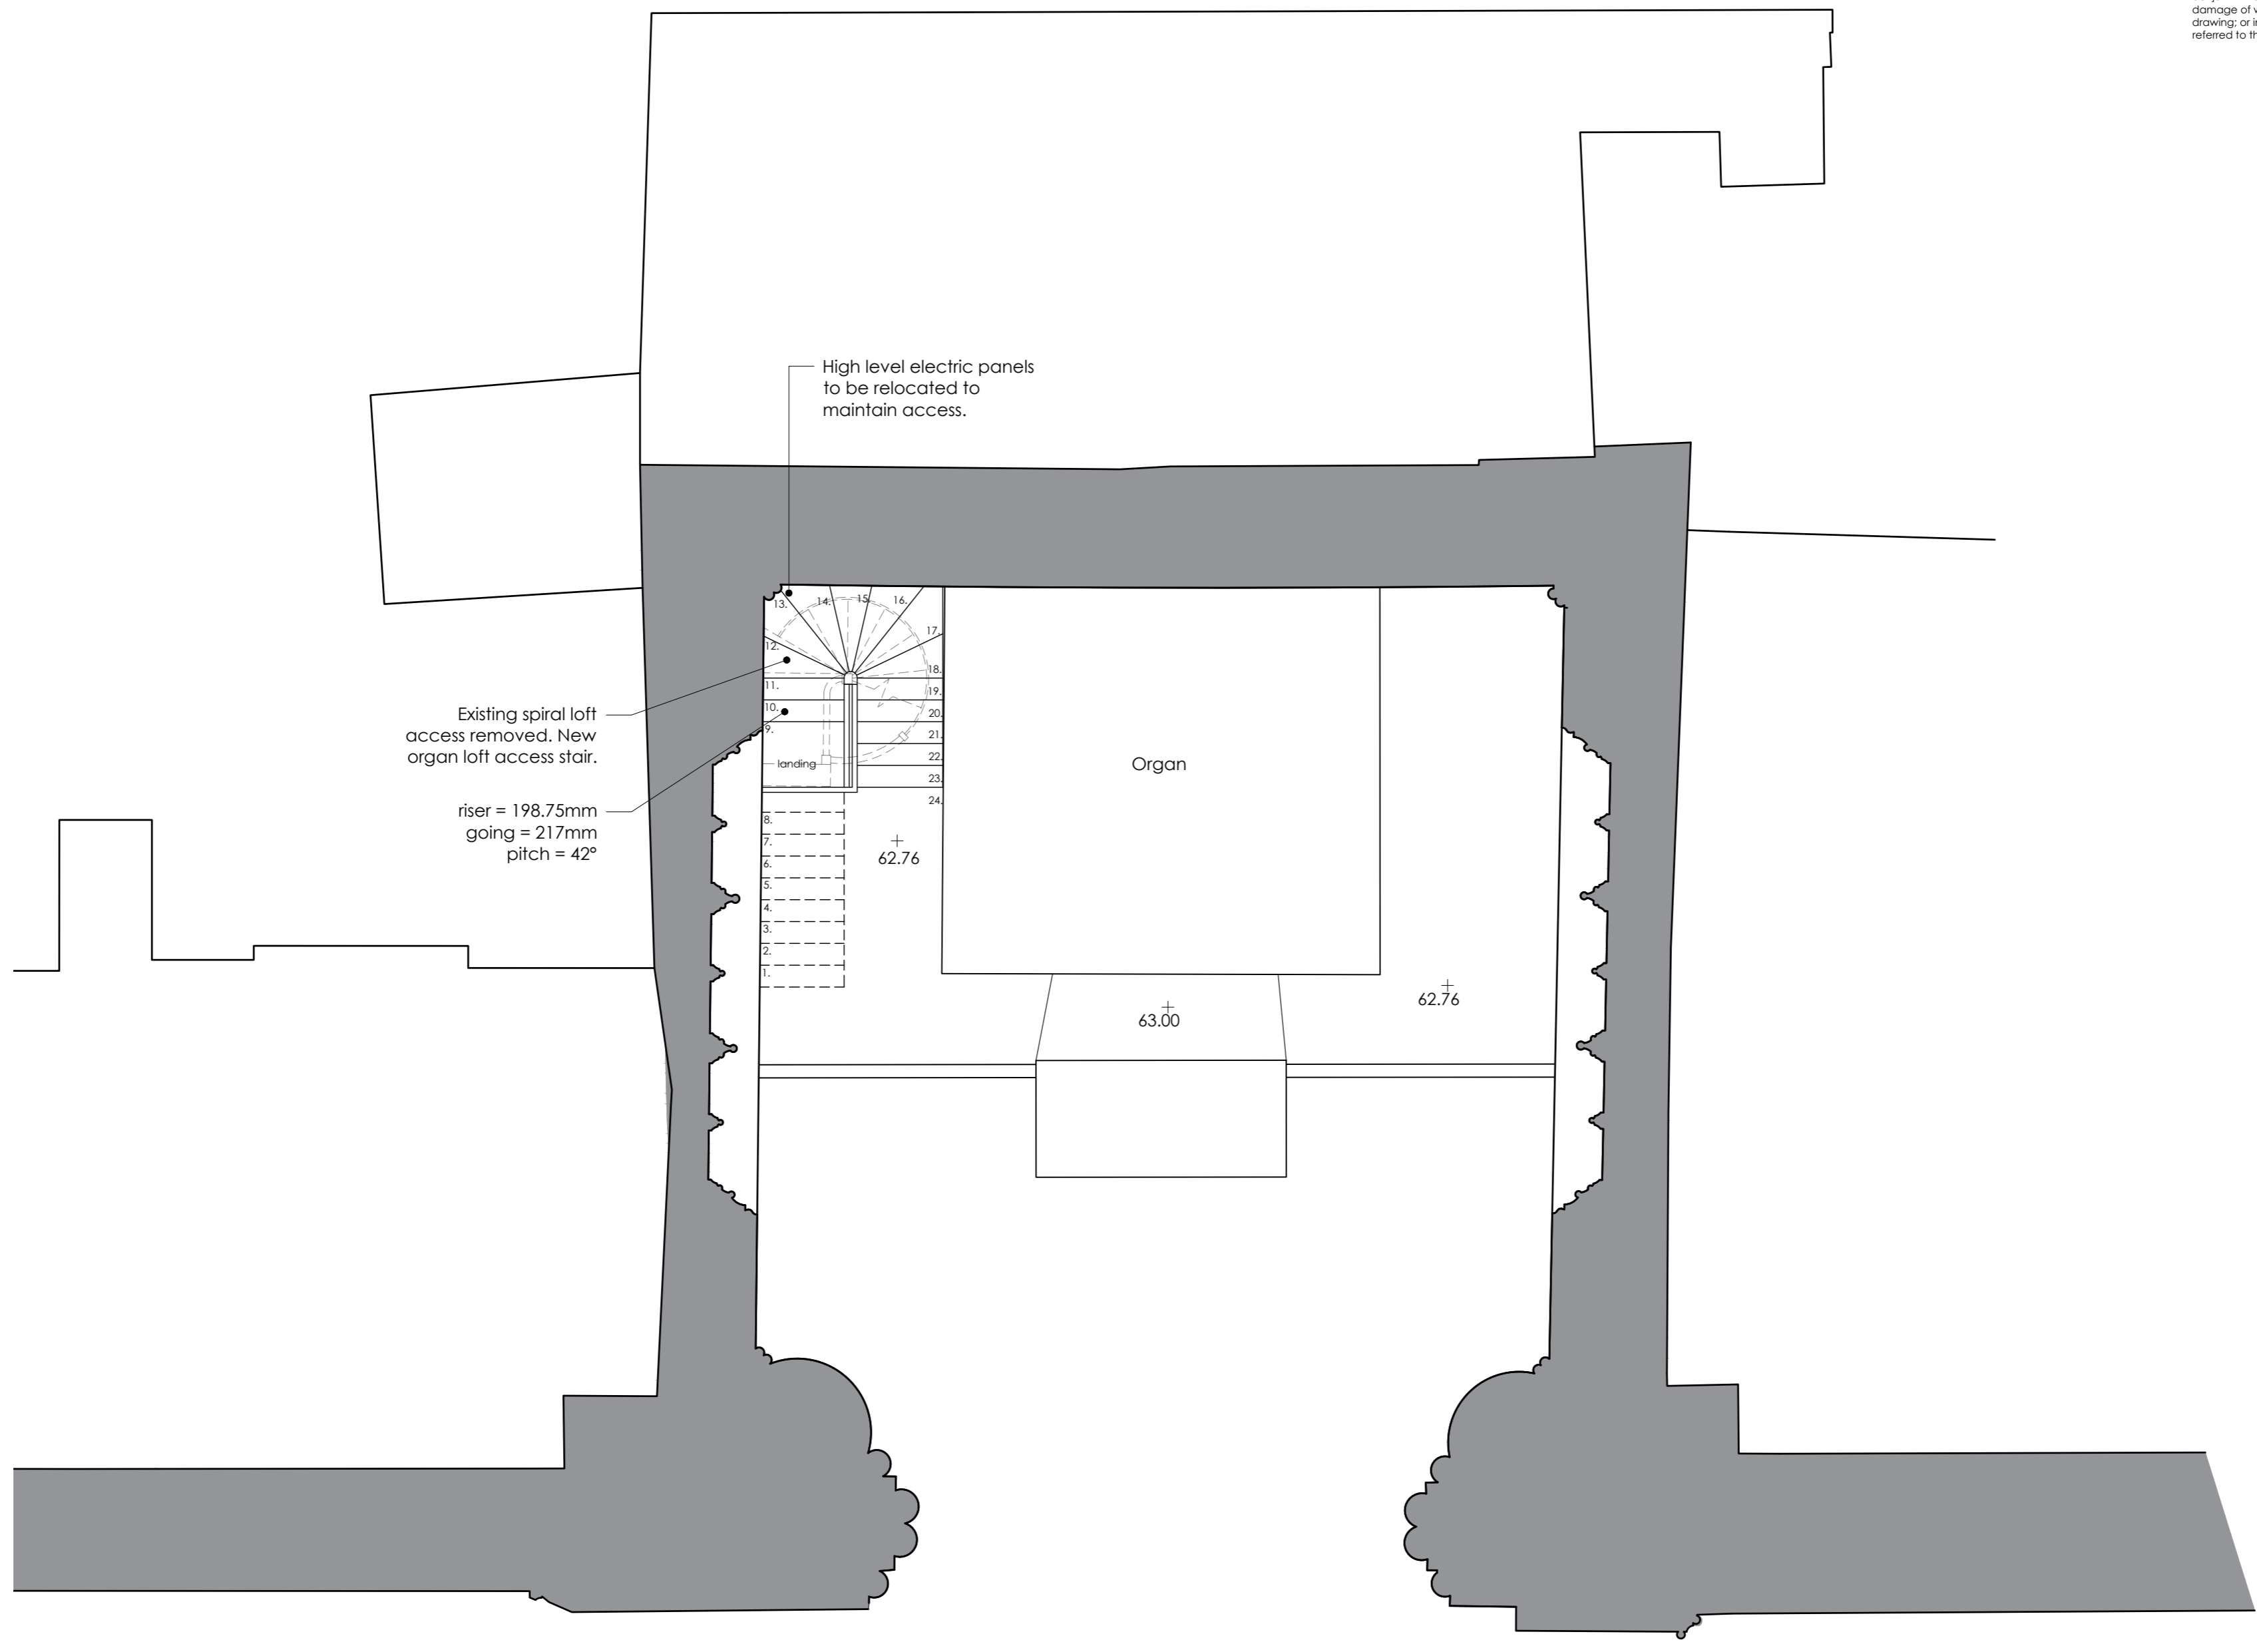 damage of
drawing; or
referred to
High level electric panels
to be relocated to
maintain access.
13.
14.
15.
16.
17.
12.
18.
11.
19.
10.
20.
9.
21.
22.
landing
23.
24.
Existing spiral loft
access removed. New
organ loft access stair.
Organ
riser = 198.75mm
going = 217mm
pitch = 42°
8.
7.
6.
5.
4.
3.
2.
1.
62.76
62.76
63.00